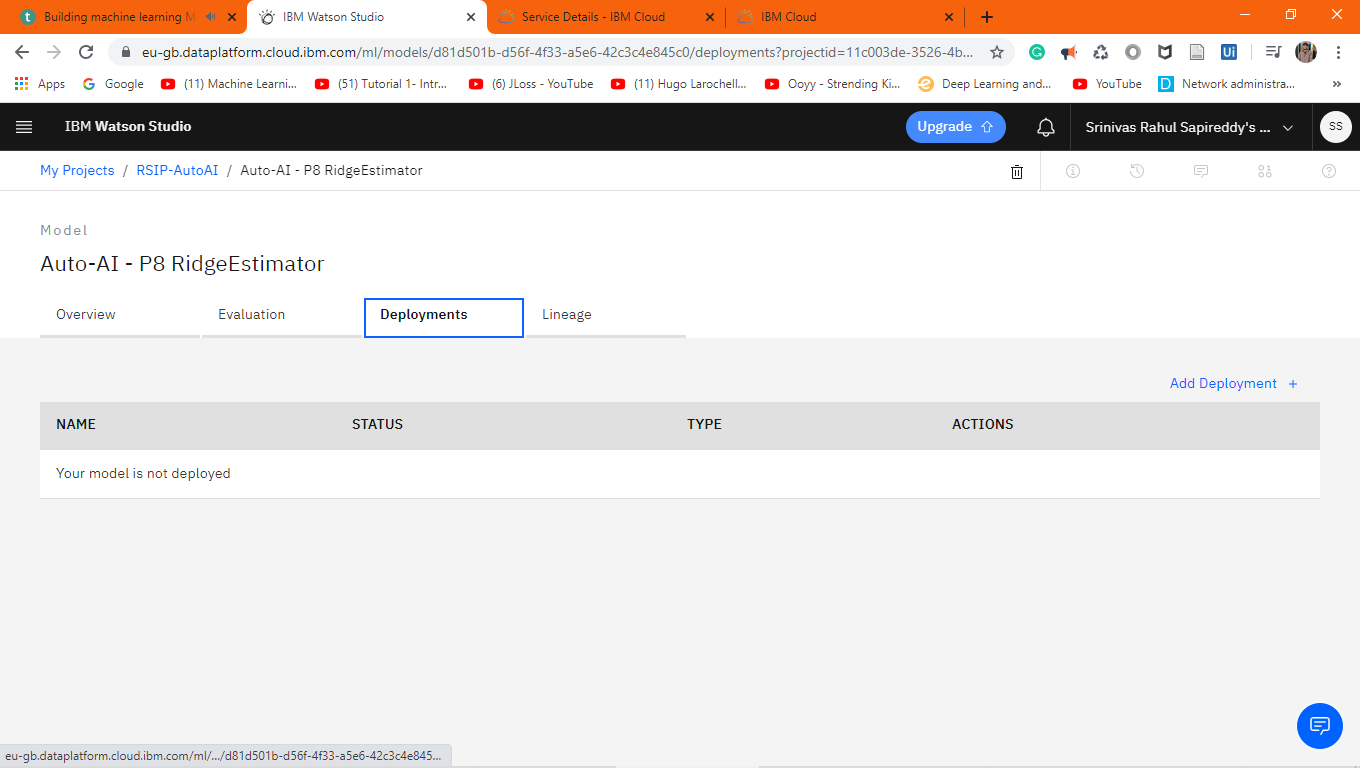 Building machine learning M
IBM Watson Studio
Service Details - IBM Cloud
IBM Cloud
eu-gb.dataplatform.cloud.ibm.com/ml/models/d81d501b-d56f-4f33-a5e6-42c3c4e845c0/deployments?projectid=11c003de-3526-4b...
Apps
Google
(11) Machine Learni...
(51) Tutorial 1- Intr...
(6) JLoss - YouTube
(11) Hugo Larochell...
Ooyy - Strending Ki...
Deep Learning and...
YouTube
Network administra...
»
IBM Watson Studio
Upgrade
Srinivas Rahul Sapireddy's ...
SS
My Projects / RSIP-AutoAI / Auto-AI - P8 RidgeEstimator
Model
Auto-AI - P8 RidgeEstimator
Overview
Evaluation
Deployments
Lineage
Add Deployment +
NAME STATUS TYPE ACTIONS
Your model is not deployed
eu-gb.dataplatform.cloud.ibm.com/ml/.../d81d501b-d56f-4f33-a5e6-42c3c4e845...